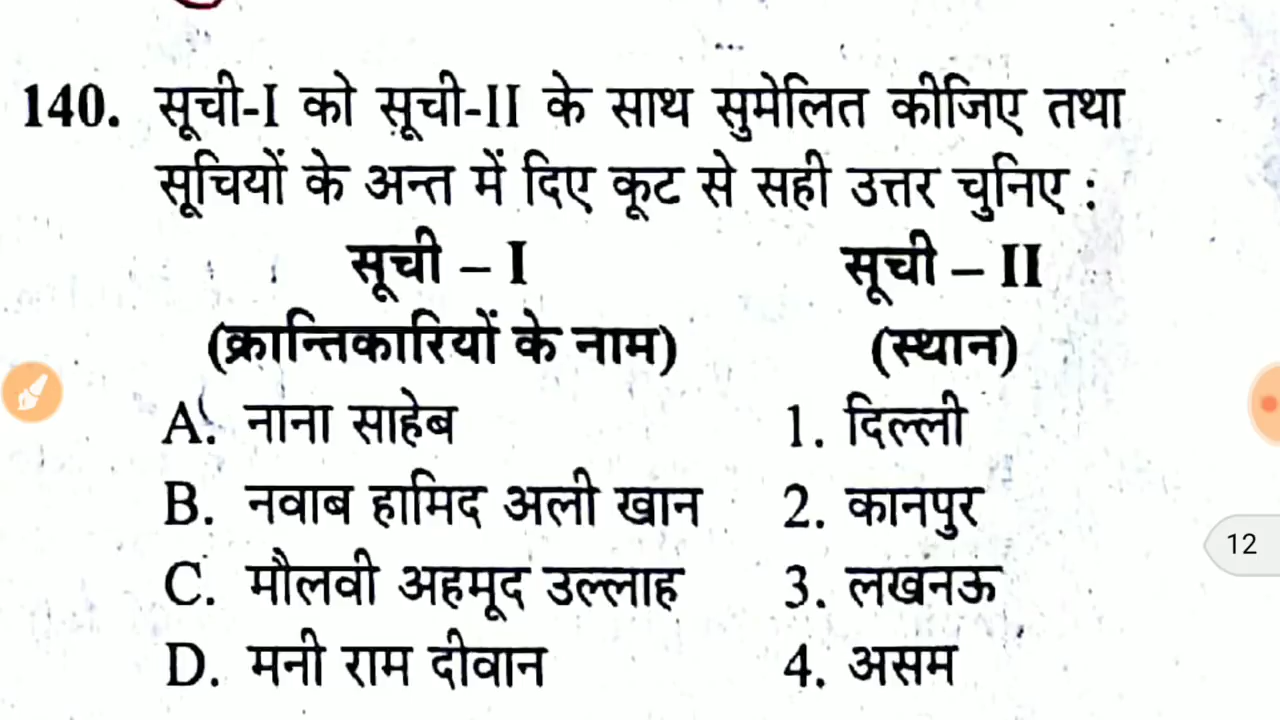 140. सूची-I को सूची-II के साथ सुमेलित कीजिए तथा
सूचियों के अन्त में दिए कूट से सही उत्तर चुनिए :
सूची – I सूची – II
(क्रान्तिकारियों के नाम) (स्थान)
A. नाना साहेब 1. दिल्ली
B. नवाब हामिद अली खान 2. कानपुर
C. मौलवी अहमूद उल्लाह 3. लखनऊ
D. मनी राम दीवान 4. असम
12